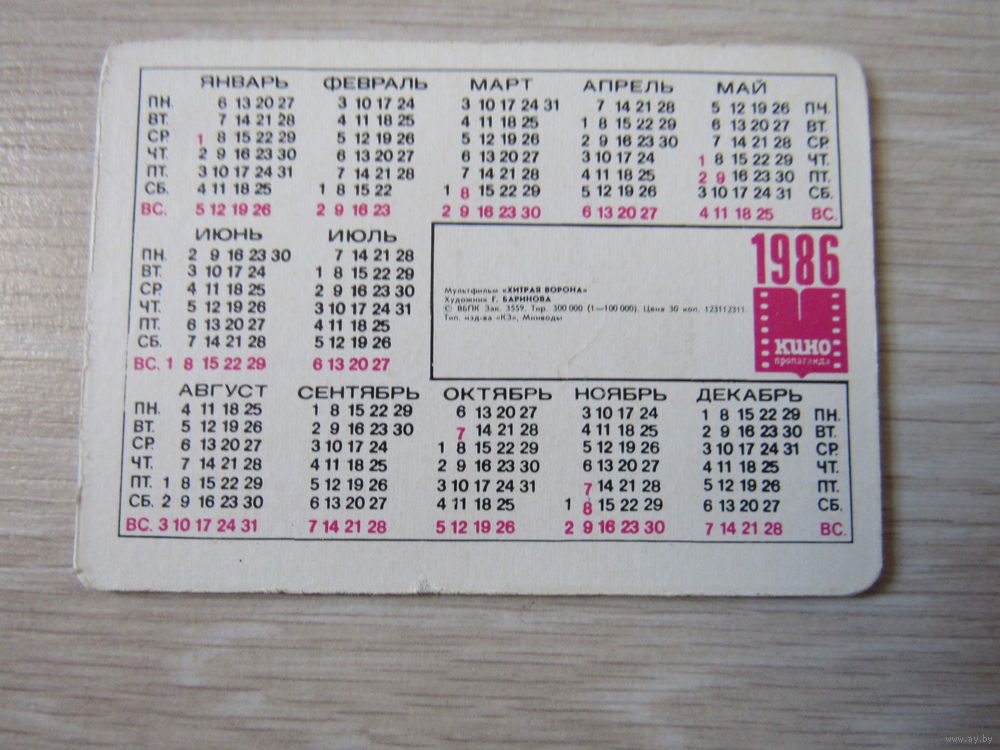 ЯНВАРЬ ФЕВРАЛЬ МАРТ АПРЕЛЬ МАЙ
ПН. 6 13 20 27 3 10 17 24 3 10 17 24 31 7 14 21 28 5 12 19 26 ПН.
ВТ. 7 14 21 28 4 11 18 25 4 11 18 25 1 8 15 22 29 6 13 20 27 ВТ.
СР. 1 8 15 22 29 5 12 19 26 5 12 19 26 2 9 16 23 30 7 14 21 28 СР.
ЧТ. 2 9 16 23 30 6 13 20 27 6 13 20 27 3 10 17 24 1 8 15 22 29 ЧТ.
ПТ. 3 10 17 24 31 7 14 21 28 7 14 21 28 4 11 18 25 2 9 16 23 30 ПТ.
СБ. 4 11 18 25 1 8 15 22 1 8 15 22 29 5 12 19 26 3 10 17 24 31 СБ.
ВС. 5 12 19 26 2 9 16 23 2 9 16 23 30 6 13 20 27 4 11 18 25 ВС.
ИЮНЬ ИЮЛЬ
ПН. 2 9 16 23 30 7 14 21 28
ВТ. 3 10 17 24 1 8 15 22 29
СР. 4 11 18 25 2 9 16 23 30
ЧТ. 5 12 19 26 3 10 17 24 31
ПТ. 6 13 20 27 4 11 18 25
СБ. 7 14 21 28 5 12 19 26
ВС. 1 8 15 22 29 6 13 20 27
Мультфильм «ХИТРАЯ ВОРОНА»
Художник Г. БАРИНОВА
© ВБПК Зак. 3559. Тир. 300 000 (1—100 000). Цена 30 коп. 123112311.
Тип. изд-ва «КЗ», Минводы
1986
кино
пропаганда
АВГУСТ СЕНТЯБРЬ ОКТЯБРЬ НОЯБРЬ ДЕКАБРЬ
ПН. 4 11 18 25 1 8 15 22 29 6 13 20 27 3 10 17 24 1 8 15 22 29 ПН.
ВТ. 5 12 19 26 2 9 16 23 30 7 14 21 28 4 11 18 25 2 9 16 23 30 ВТ.
СР. 6 13 20 27 3 10 17 24 1 8 15 22 29 5 12 19 26 3 10 17 24 31 СР.
ЧТ. 7 14 21 28 4 11 18 25 2 9 16 23 30 6 13 20 27 4 11 18 25 ЧТ.
ПТ. 1 8 15 22 29 5 12 19 26 3 10 17 24 31 7 14 21 28 5 12 19 26 ПТ.
СБ. 2 9 16 23 30 6 13 20 27 4 11 18 25 1 8 15 22 29 6 13 20 27 СБ.
ВС. 3 10 17 24 31 7 14 21 28 5 12 19 26 2 9 16 23 30 7 14 21 28 ВС.
www.ay.by